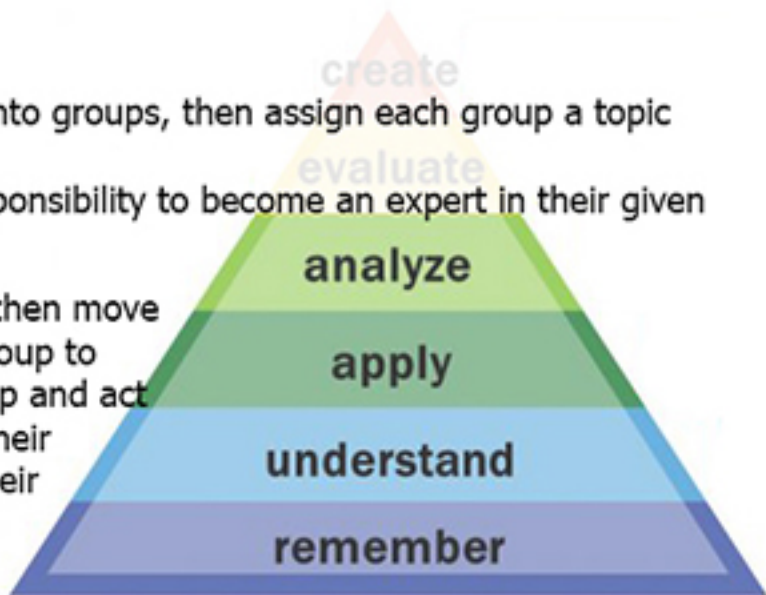 create
nto groups, then assign each group a topic
evaluate
ponsibility to become an expert in their given
analyze
then move
oup to
apply
p and act
heir
understand
eir
remember